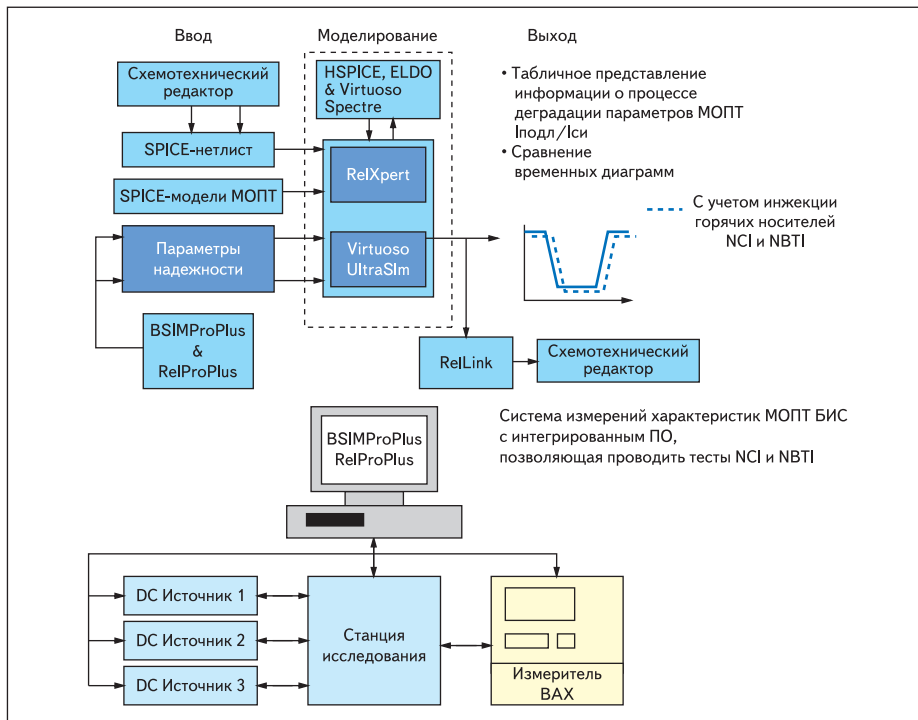 Ввод
Моделирование
Выход
Схемотехнический
редактор
HSPICE, ELDO
& Virtuoso
Spectre
• Табличное представление
информации о процессе
деградации параметров МОПТ
Iподл/Iси
• Сравнение
временных диаграмм
SPICE-нетлист
RelXpert
SPICE-модели МОПТ
С учетом инжекции
горячих носителей
NCI и NBTI
Параметры
надежности
Virtuoso
UltraSIm
BSIMProPlus
&
RelProPlus
RelLink
Схемотехнический
редактор
Система измерений характеристик МОПТ БИС
с интегрированным ПО,
позволяющая проводить тесты NCI и NBTI
BSIMProPlus
RelProPlus
DC Источник 1
DC Источник 2
DC Источник 3
Станция
исследования
Измеритель
ВАХ